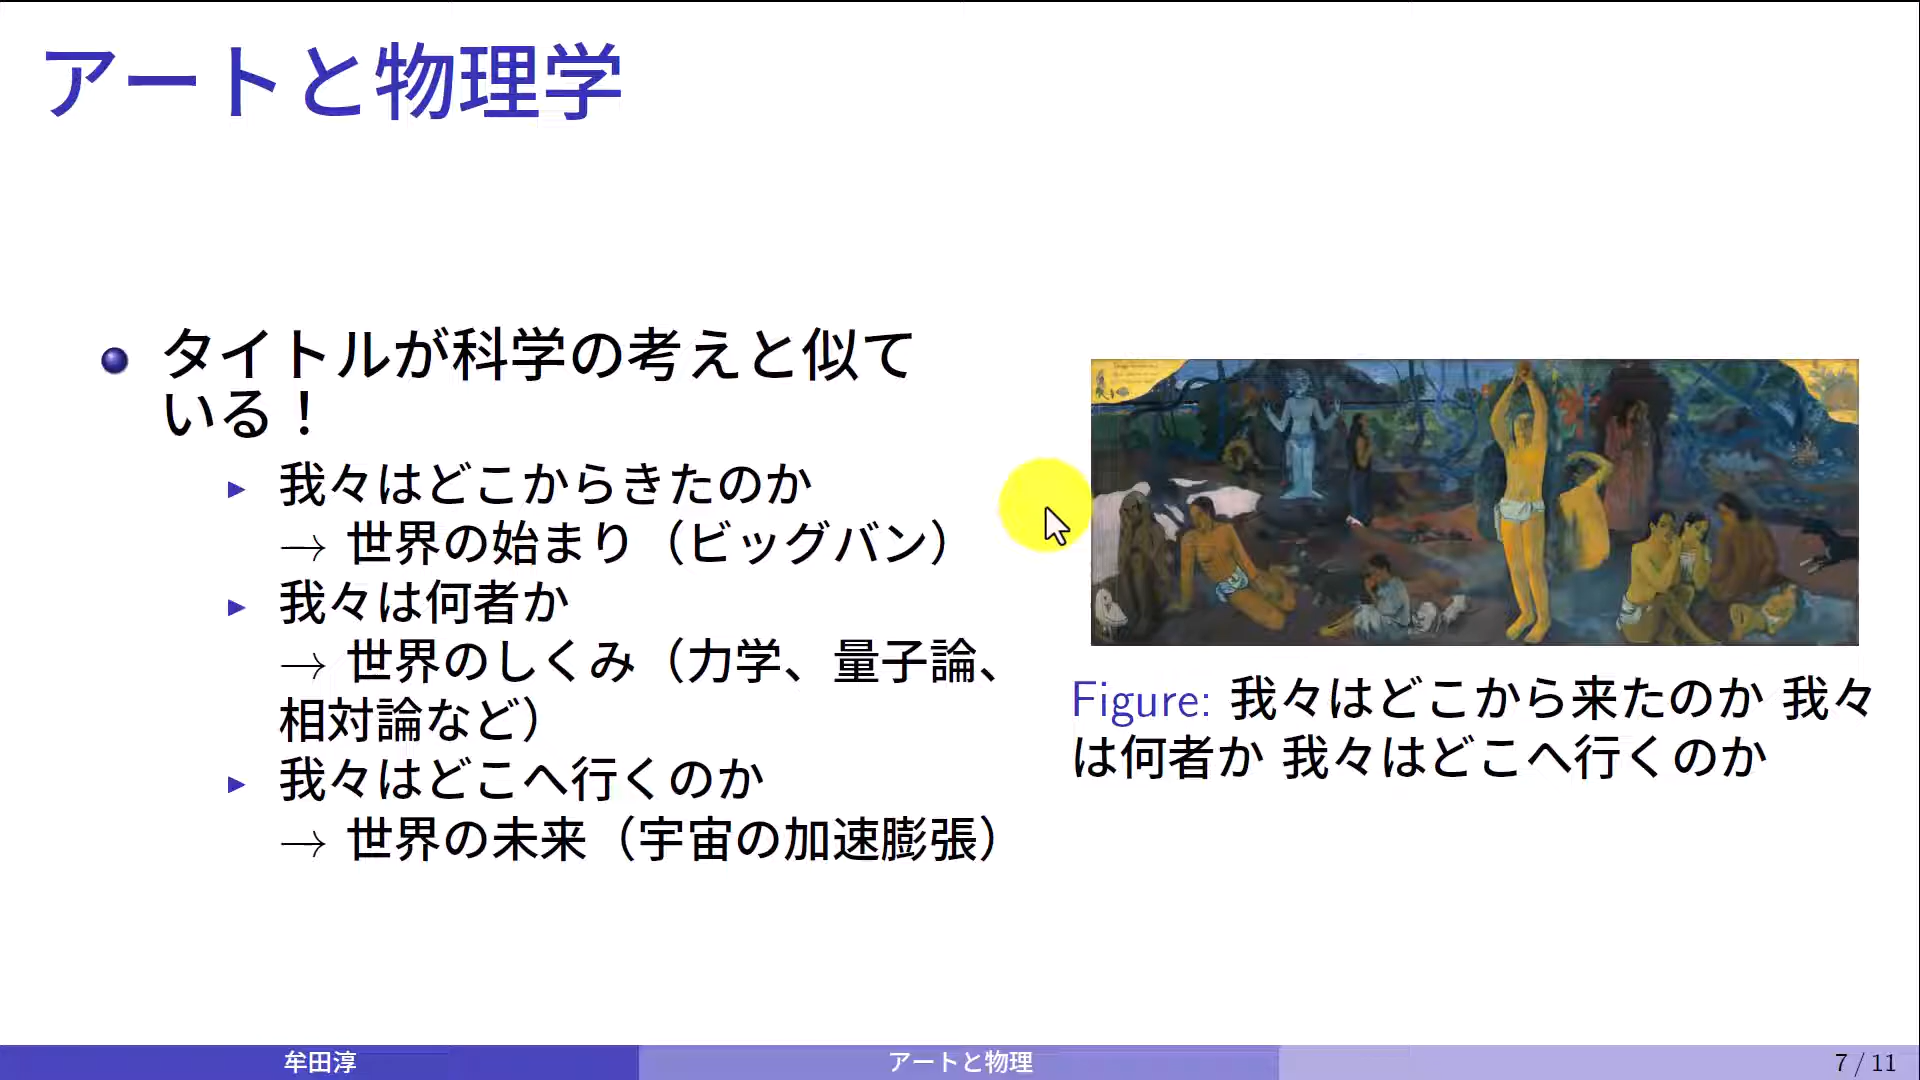 アートと物理学
タイトルが科学の考えと似て
いる！
我々はどこからきたのか
→ 世界の始まり（ビッグバン）
我々は何者か
→ 世界のしくみ（力学、量子論、
相対論など）
我々はどこへ行くのか
→ 世界の未来（宇宙の加速膨張）
Figure: 我々はどこから来たのか 我々
は何者か 我々はどこへ行くのか
牟田淳
アートと物理
7 / 11